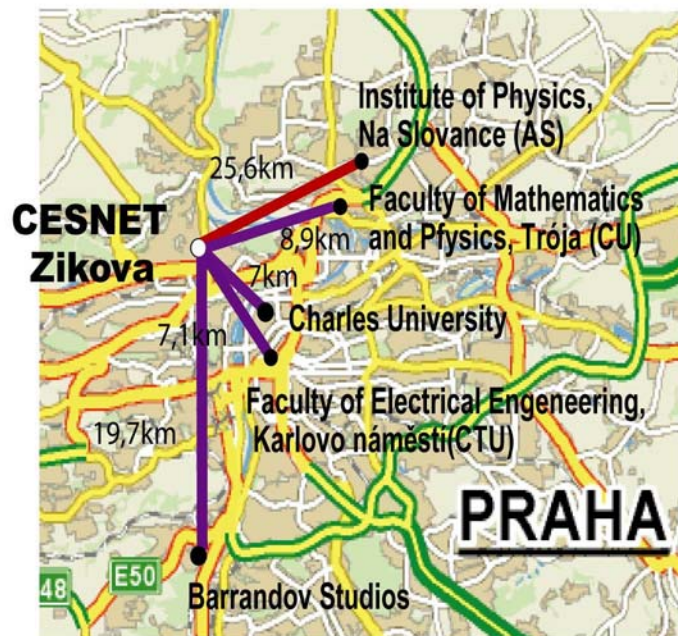 Institute of Physics,
Na Slovance (AS)
25,6km
CESNET
Zikova
Faculty of Mathematics
and Pfysics, Trója (CU)
8,9km
7km
Charles University
7,1km
Faculty of Electrical Engeneering,
Karlovo náměstí(CTU)
19,7km
PRAHA
48
E50
Barrandov Studios